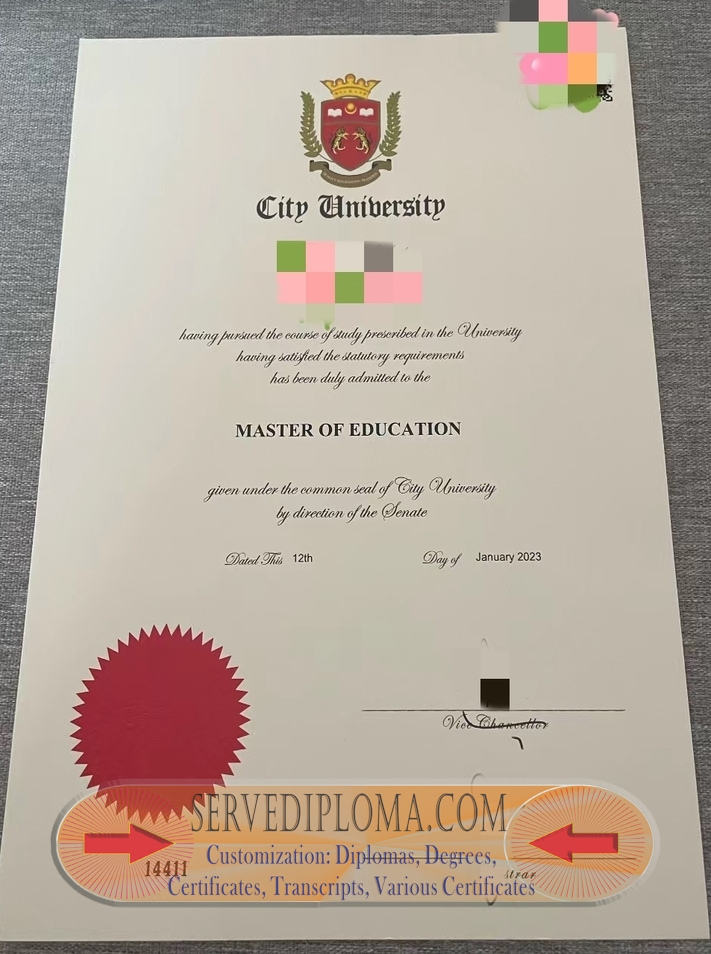 City University
having pursued the course of study prescribed in the University
having satisfied the statutory requirements
has been duly admitted to the
MASTER OF EDUCATION
given under the common seal of City University
by direction of the Senate
Dated This 12th Day of January 2023
Vice Chancellor
SERVEDIPLOMA.COM
Customization: Diplomas, Degrees,
14411
Certificates, Transcripts, Various Certificates